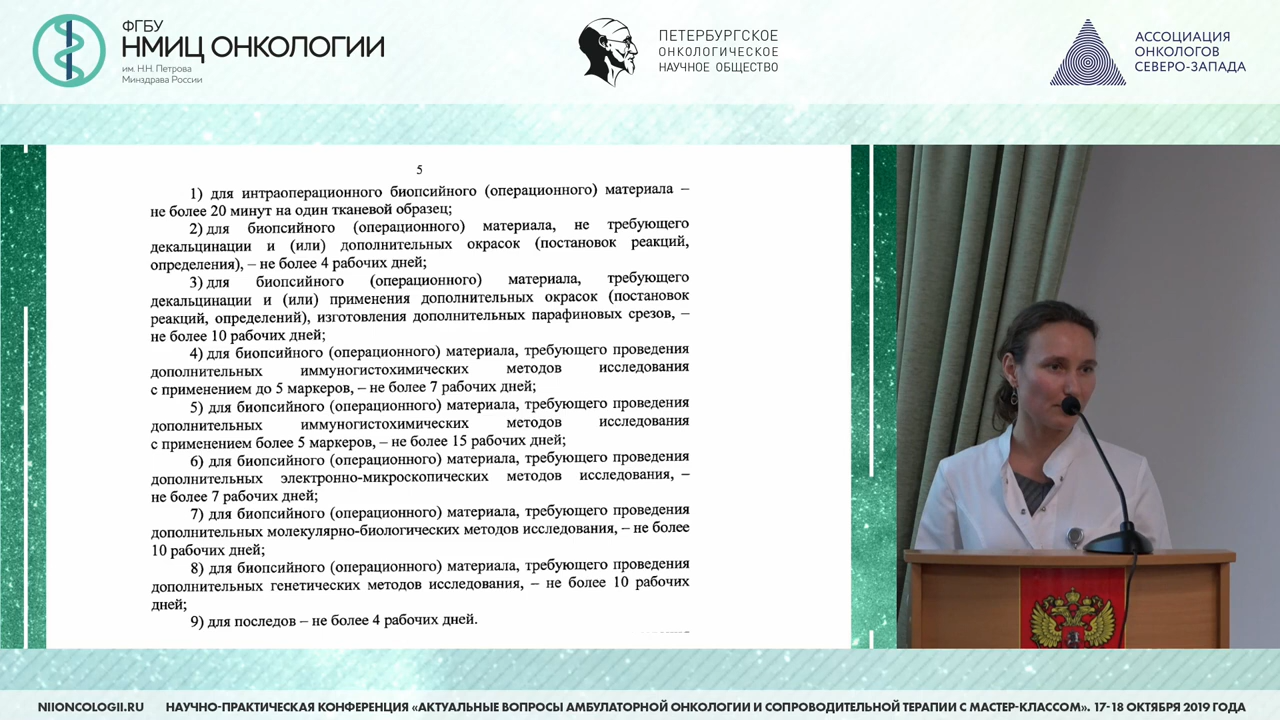 ФГБУ
НМИЦ ОНКОЛОГИИ
им. Н.Н. Петрова
Минздрава России
ПЕТЕРБУРГСКОЕ
ОНКОЛОГИЧЕСКОЕ
НАУЧНОЕ ОБЩЕСТВО
АССОЦИАЦИЯ
ОНКОЛОГОВ
СЕВЕРО-ЗАПАДА
5
1) для интраоперационного биопсийного (операционного) материала –
не более 20 минут на один тканевой образец;
2) для биопсийного (операционного) материала, не требующего
декальцинации и (или) дополнительных окрасок (постановок реакций,
определения), – не более 4 рабочих дней;
3) для биопсийного (операционного) материала, требующего
декальцинации и (или) применения дополнительных окрасок (постановок
реакций, определений), изготовления дополнительных парафиновых срезов, –
не более 10 рабочих дней;
4) для биопсийного (операционного) материала, требующего проведения
дополнительных иммуногистохимических методов исследования
с применением до 5 маркеров, – не более 7 рабочих дней;
5) для биопсийного (операционного) материала, требующего проведения
дополнительных иммуногистохимических методов исследования
с применением более 5 маркеров, – не более 15 рабочих дней;
6) для биопсийного (операционного) материала, требующего проведения
дополнительных электронно-микроскопических методов исследования, –
не более 7 рабочих дней;
7) для биопсийного (операционного) материала, требующего проведения
дополнительных молекулярно-биологических методов исследования, – не более
10 рабочих дней;
8) для биопсийного (операционного) материала, требующего проведения
дополнительных генетических методов исследования, – не более 10 рабочих
дней;
9) для последов – не более 4 рабочих дней.
NIIONCOLOGII.RU НАУЧНО-ПРАКТИЧЕСКАЯ КОНФЕРЕНЦИЯ «АКТУАЛЬНЫЕ ВОПРОСЫ АМБУЛАТОРНОЙ ОНКОЛОГИИ И СОПРОВОДИТЕЛЬНОЙ ТЕРАПИИ С МАСТЕР-КЛАССОМ». 17-18 ОКТЯБРЯ 2019 ГОДА